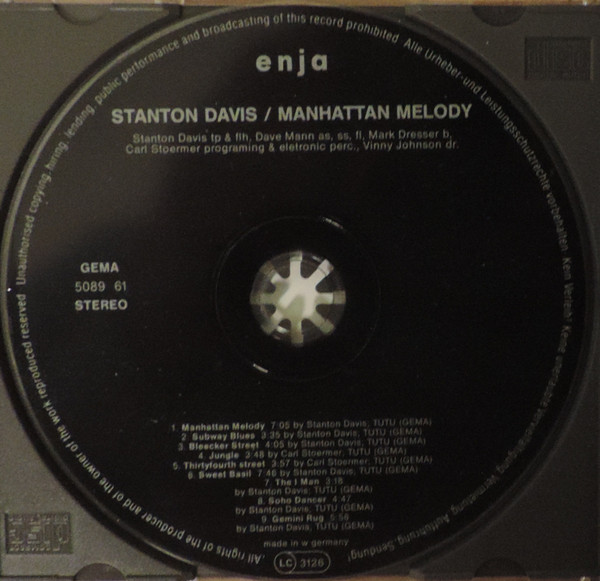 enja
STANTON DAVIS / MANHATTAN MELODY
Stanton Davis tp & flh, Dave Mann as, ss, fl, Mark Dresser b,
Carl Stoermer programing & eletronic perc., Vinny Johnson dr.
GEMA
5089 61
STEREO
1. Manhattan Melody 7:05 by Stanton Davis; TUTU (GEMA)
2. Subway Blues 3:35 by Stanton Davis; TUTU (GEMA)
3. Bleecker Street 4:05 by Stanton Davis; TUTU (GEMA)
4. Jungle 3:48 by Carl Stoermer; TUTU (GEMA)
5. Thirtyfourth street 3:57 by Carl Stoermer; TUTU (GEMA)
6. Sweet Basil 7:46 by Stanton Davis; TUTU (GEMA)
7. The I Man 3:18
by Stanton Davis; TUTU (GEMA)
8. Soho Dancer 4:47
by Stanton Davis; TUTU (GEMA)
9. Gemini Rug 5:58
by Stanton Davis; TUTU (GEMA)
made in w germany
LC 3126
All rights of the producer and of the owner of the work reproduced reserved Unauthorised copying, hiring, lending, public performance and broadcasting of this record prohibited Alle Urheber-und Leistungsschutzrechte vorbehalten Kein Verleih! Keine Vermietung, Aufführung, Sendung!